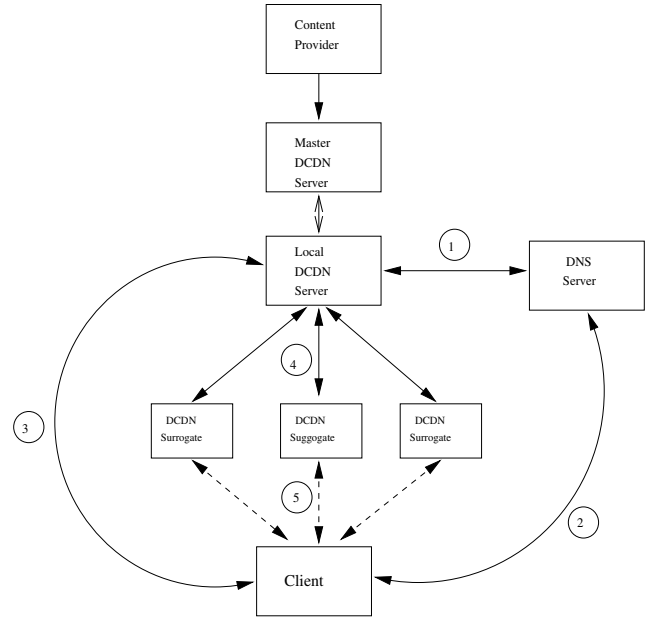 Content
Provider
Master
DCDN
Server
Local
DCDN
Server
1
DNS
Server
4
3
DCDN
Surrogate
DCDN
Suggogate
DCDN
Surrogate
5
2
Client